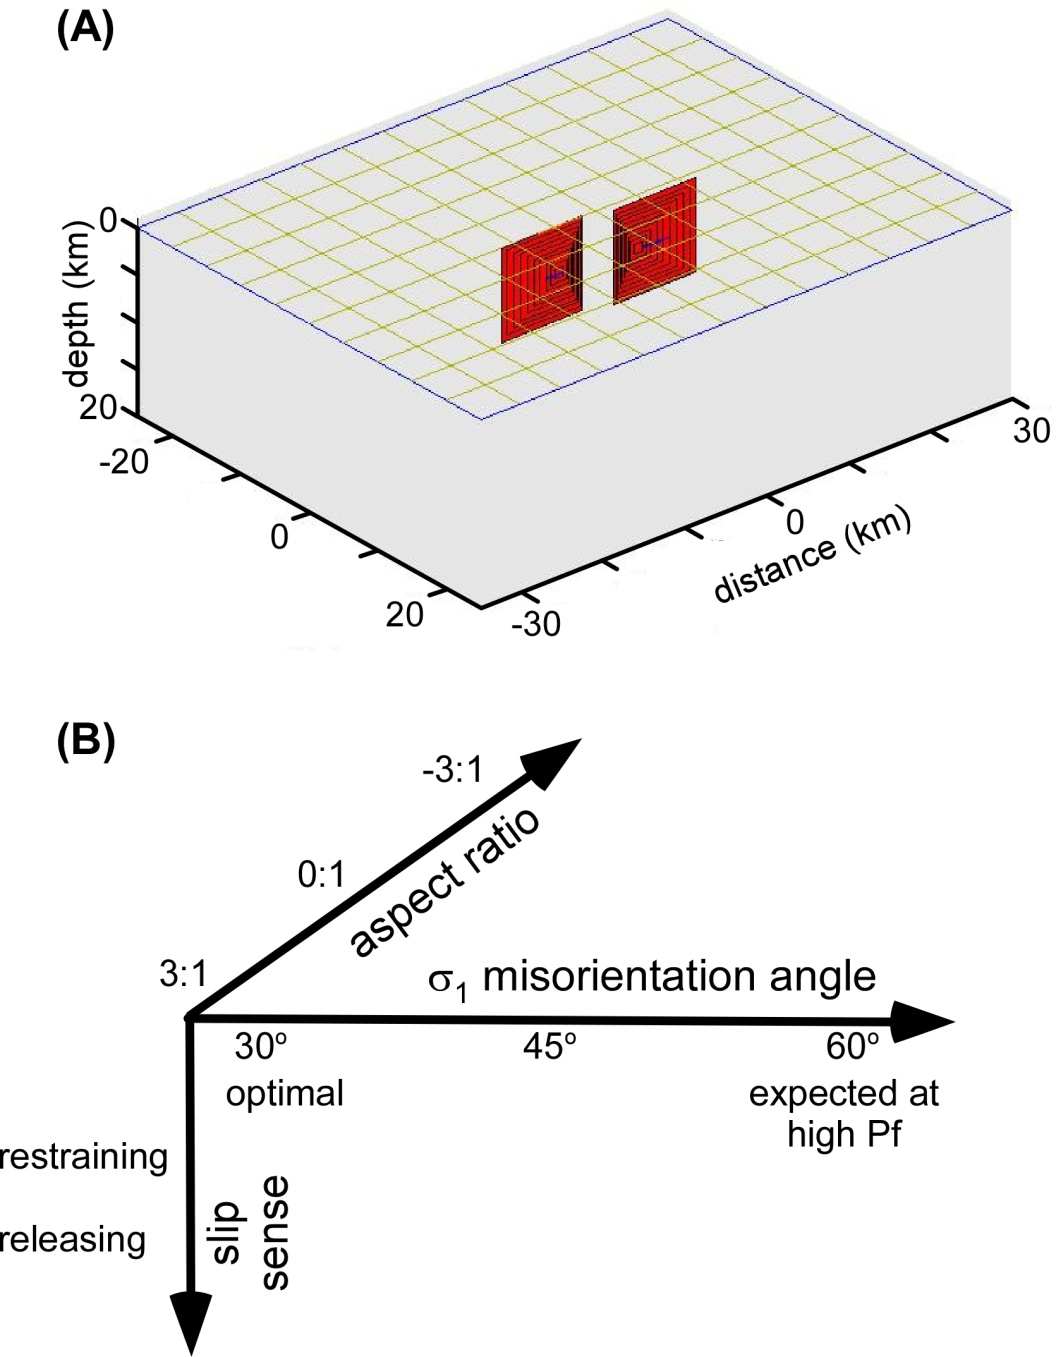 (A)
0
depth (km)
20
-20
0
20
-30
0
30
distance (km)
(B)
-3:1
0:1
3:1
aspect ratio
σ₁ misorientation angle
30º
45º
60º
optimal
expected at
high Pf
restraining
releasing
slip
sense